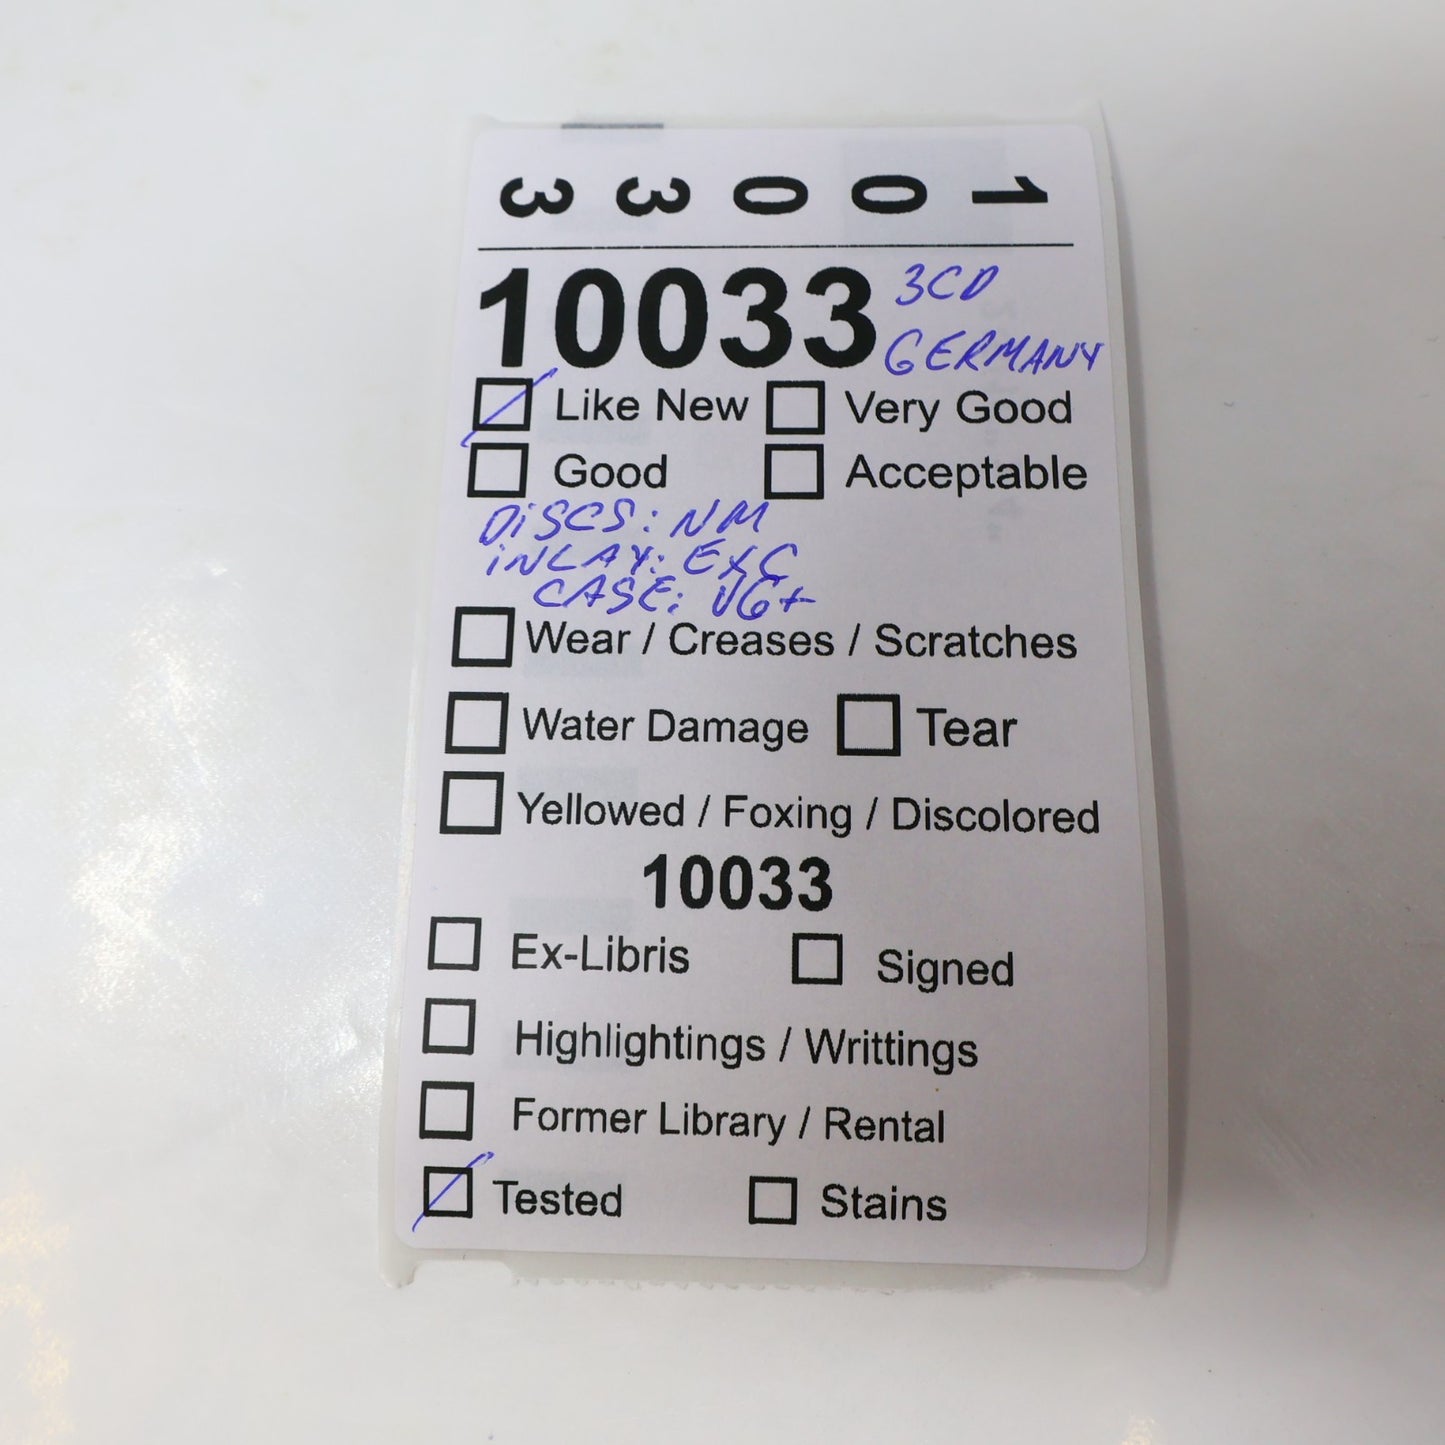 10033
10033 3CD
GERMANY
Like New Very Good
Good Acceptable
DiSCS: NM
iNLAY: EXC
CASE: VG+
Wear / Creases / Scratches
Water Damage Tear
Yellowed / Foxing / Discolored
10033
Ex-Libris Signed
Highlightings / Writtings
Former Library / Rental
Tested Stains